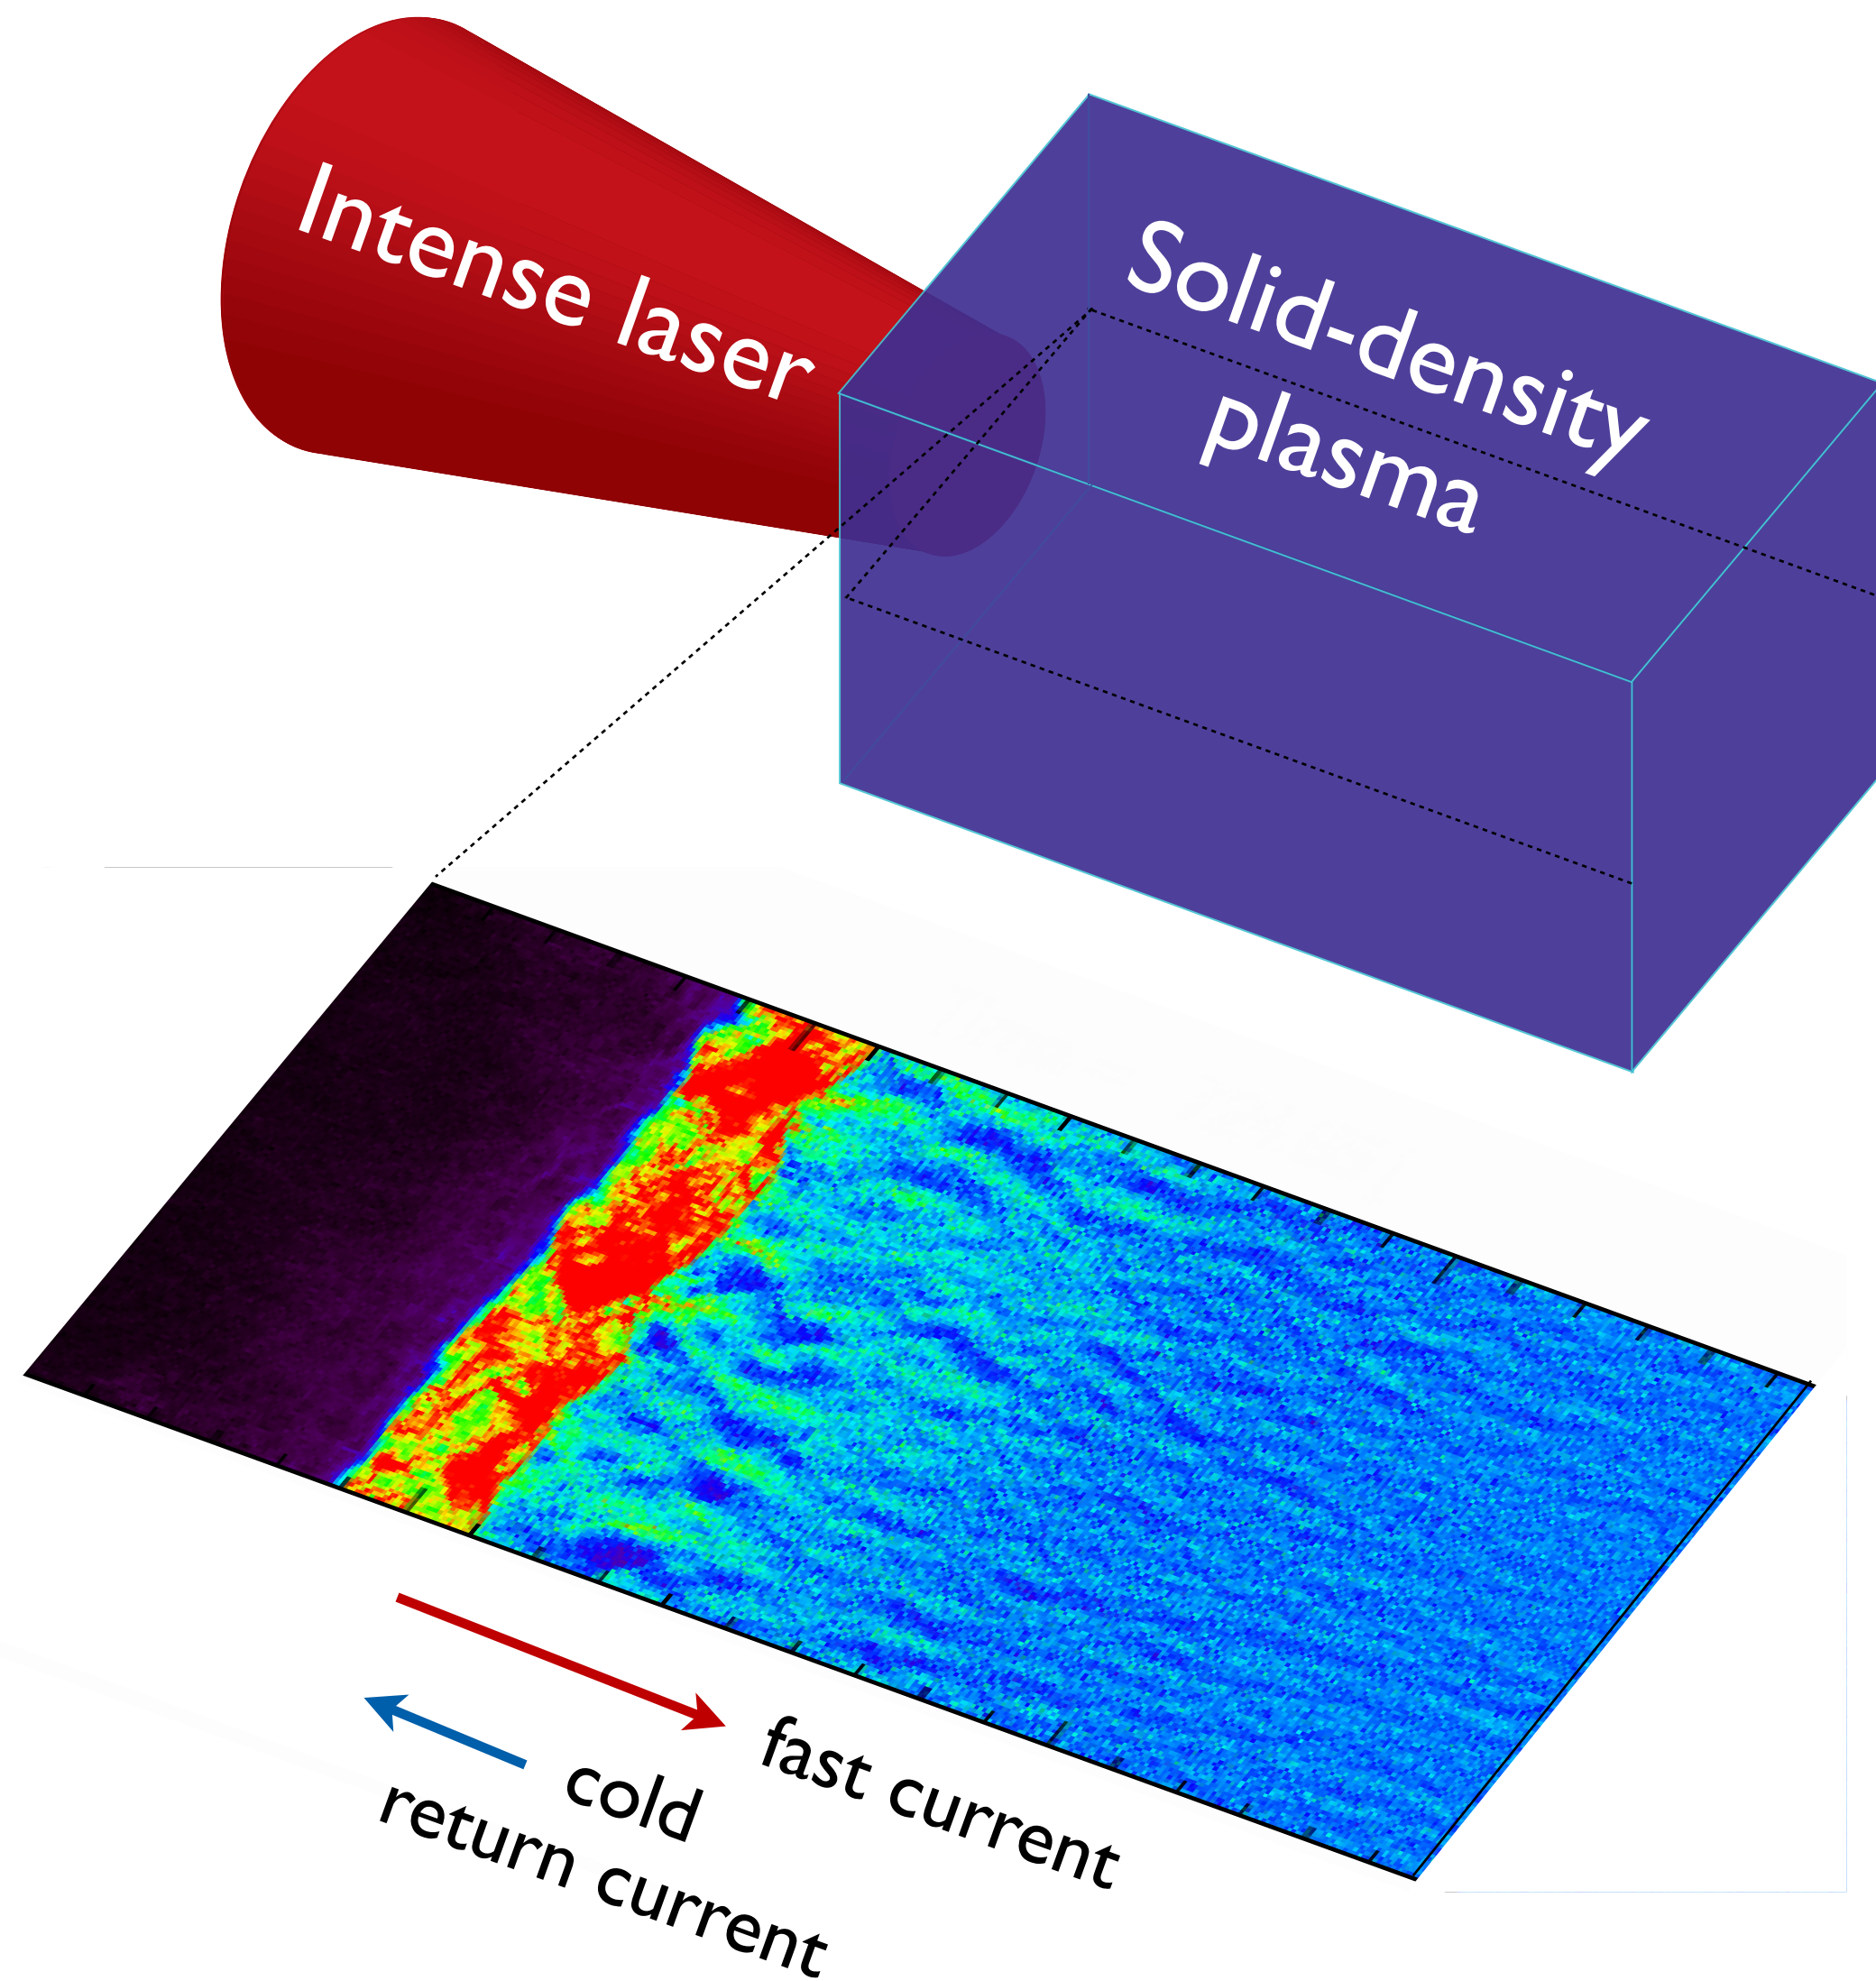 Intense laser
Solid-density
plasma
fast current
cold
return current